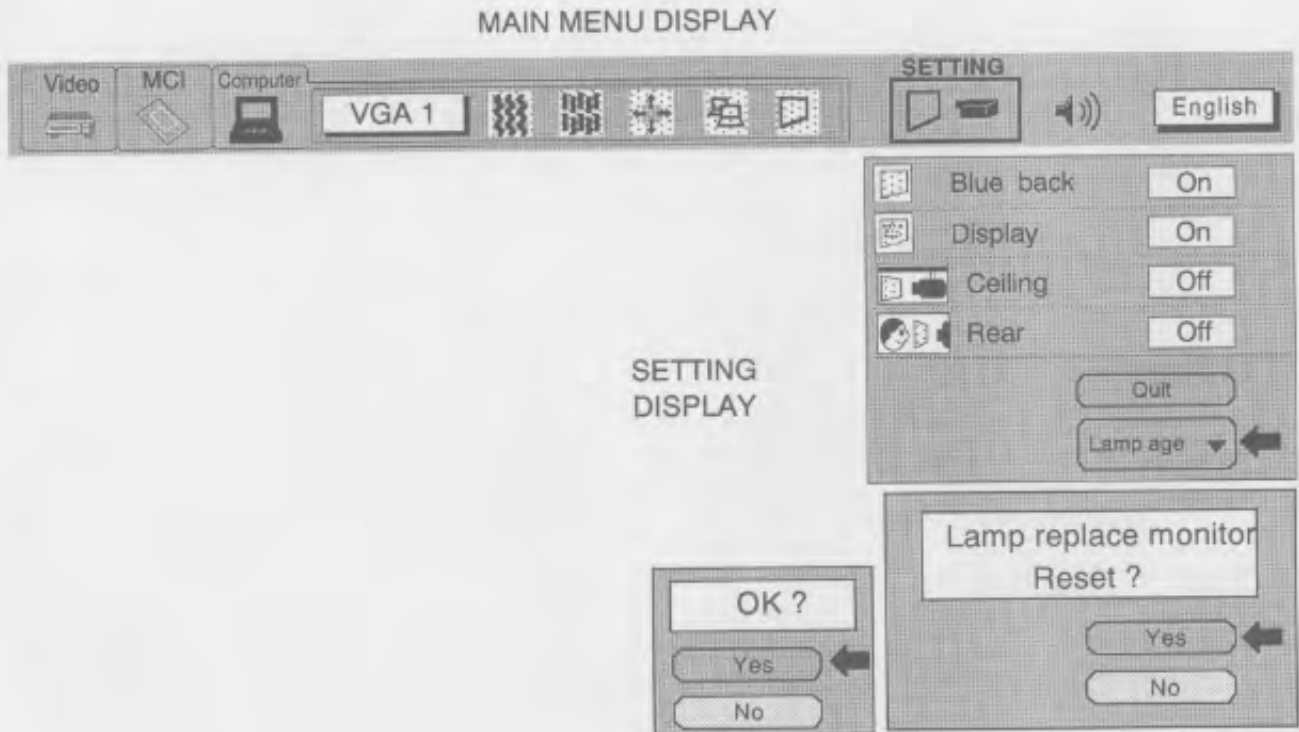 MAIN MENU DISPLAY
SETTING
Video MCI Computer
VGA 1
English
Blue back On
Display On
Ceiling Off
Rear Off
SETTING
DISPLAY
Quit
Lamp age
Lamp replace monitor
Reset ?
Yes
No
OK ?
Yes
No